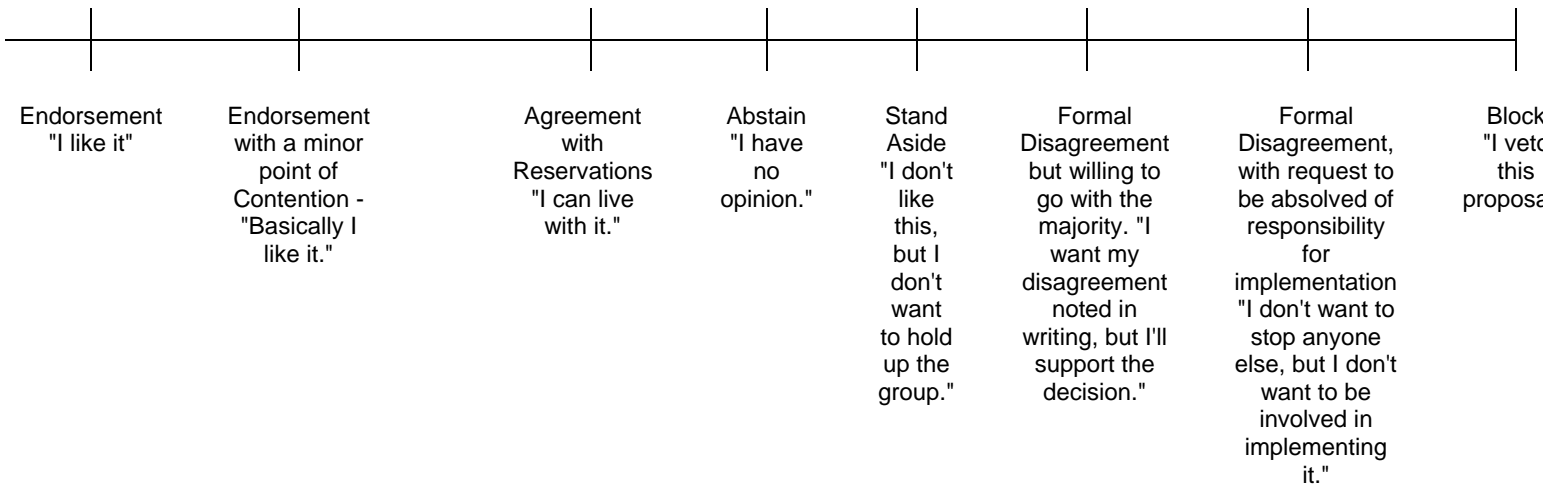 Endorsement
"I like it"
Endorsement
with a minor
point of
Contention -
"Basically I
like it."
Agreement
with
Reservations
"I can live
with it."
Abstain
"I have
no
opinion."
Stand
Aside
"I don't
like
this,
but I
don't
want
to hold
up the
group."
Formal
Disagreement
but willing to
go with the
majority. "I
want my
disagreement
noted in
writing, but I'll
support the
decision."
Formal
Disagreement,
with request to
be absolved of
responsibility
for
implementation
"I don't want to
stop anyone
else, but I don't
want to be
involved in
implementing
it."
Block
"I veto
this